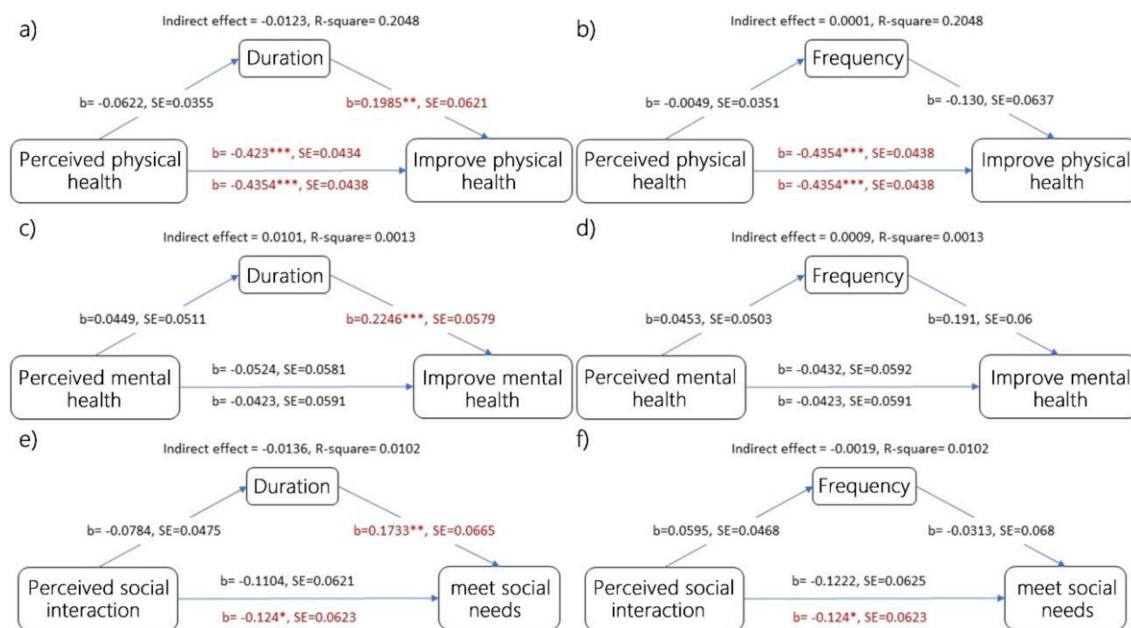 a)
Indirect effect = -0.0123, R-square= 0.2048
Duration
b= -0.0622, SE=0.0355
b=0.1985**, SE=0.0621
Perceived physical
health
b= -0.423***, SE=0.0434
b= -0.4354***, SE=0.0438
Improve physical
health
b)
Indirect effect = 0.0001, R-square= 0.2048
Frequency
b= -0.0049, SE=0.0351
b= -0.130, SE=0.0637
Perceived physical
health
b= -0.4354***, SE=0.0438
b= -0.4354***, SE=0.0438
Improve physical
health
c)
Indirect effect = 0.0101, R-square= 0.0013
Duration
b=0.0449, SE=0.0511
b=0.2246***, SE=0.0579
Perceived mental
health
b= -0.0524, SE=0.0581
b= -0.0423, SE=0.0591
Improve mental
health
d)
Indirect effect = 0.0009, R-square= 0.0013
Frequency
b=0.0453, SE=0.0503
b=0.191, SE=0.06
Perceived mental
health
b= -0.0432, SE=0.0592
b= -0.0423, SE=0.0591
Improve mental
health
e)
Indirect effect = -0.0136, R-square= 0.0102
Duration
b= -0.0784, SE=0.0475
b=0.1733**, SE=0.0665
Perceived social
interaction
b= -0.1104, SE=0.0621
b= -0.124*, SE=0.0623
meet social
needs
f)
Indirect effect = -0.0019, R-square= 0.0102
Frequency
b=0.0595, SE=0.0468
b= -0.0313, SE=0.068
Perceived social
interaction
b= -0.1222, SE=0.0625
b= -0.124*, SE=0.0623
meet social
needs